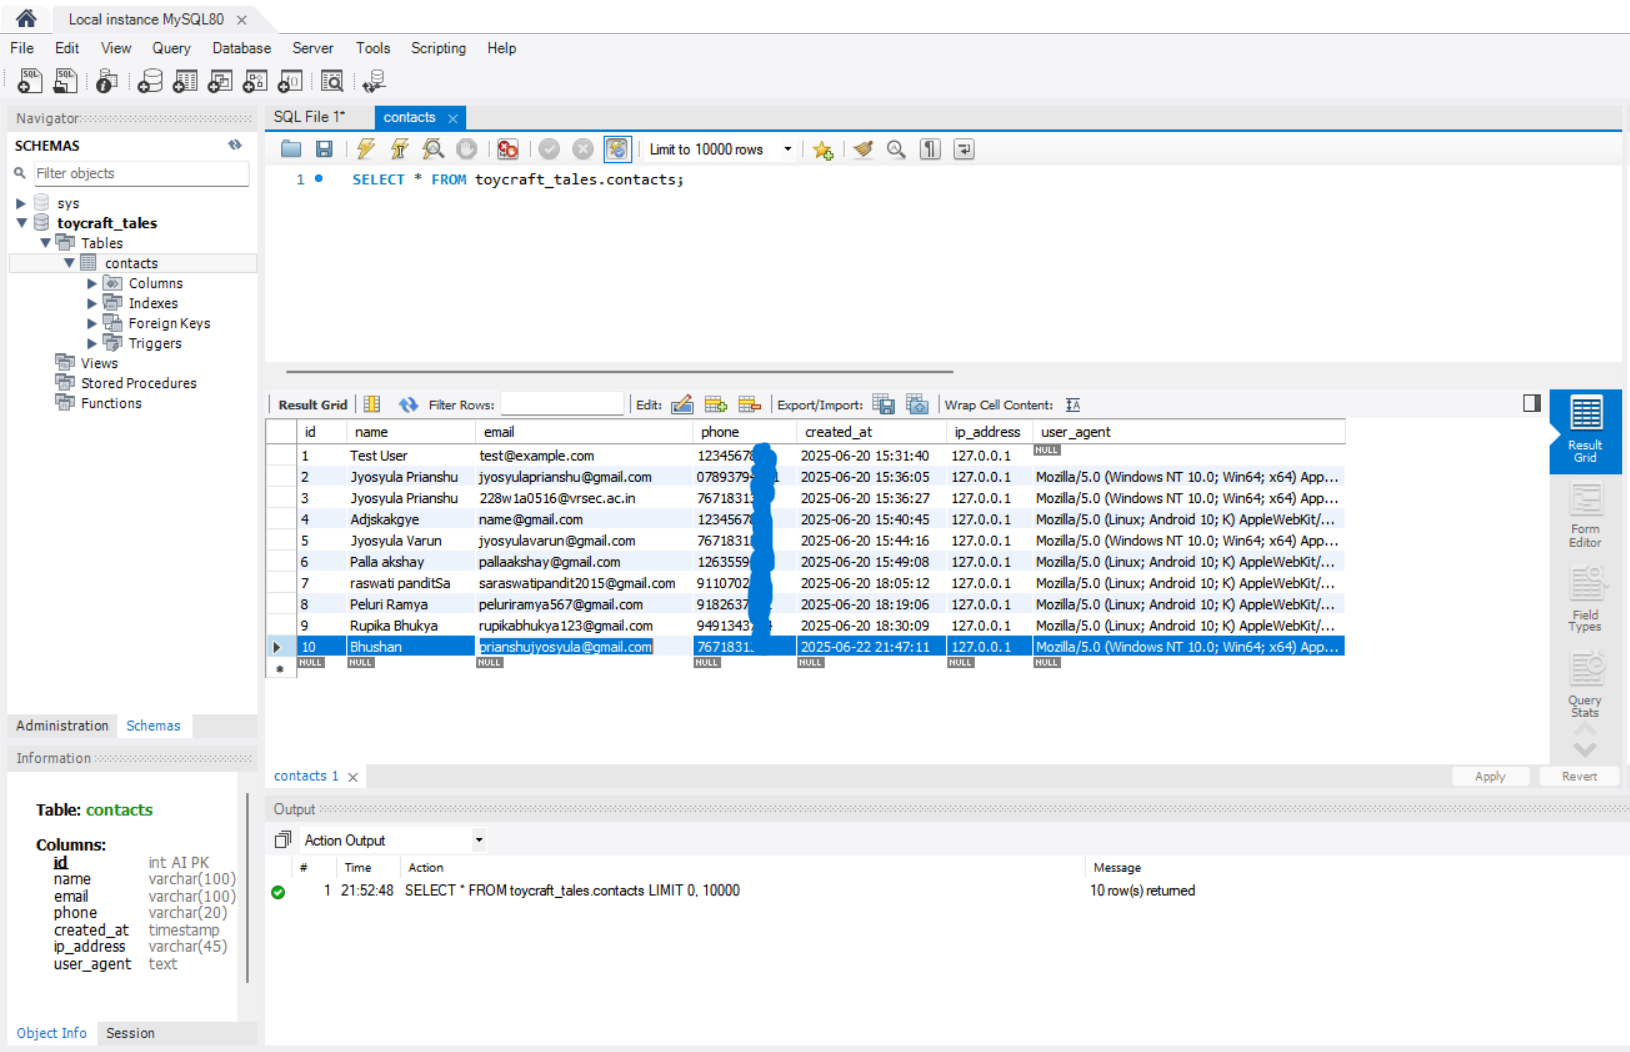 Local instance MySQL80
File Edit View Query Database Server Tools Scripting Help
Navigator
SCHEMAS
Filter objects
sys
toycraft_tales
Tables
contacts
Columns
Indexes
Foreign Keys
Triggers
Views
Stored Procedures
Functions
Administration Schemas
Information
Table: contacts
Columns:
id int AI PK
name varchar(100)
email varchar(100)
phone varchar(20)
created_at timestamp
ip_address varchar(45)
user_agent text
Object Info Session
SQL File 1* contacts
Limit to 10000 rows
1 SELECT * FROM toycraft_tales.contacts;
Result Grid Filter Rows: Edit: Export/Import: Wrap Cell Content:
id name email phone created_at ip_address user_agent
1 Test User test@example.com 1234567 2025-06-20 15:31:40 127.0.0.1 NULL
2 Jyosyula Prianshu jyosyulaprianshu@gmail.com 0789379 1 2025-06-20 15:36:05 127.0.0.1 Mozilla/5.0 (Windows NT 10.0; Win64; x64) App...
3 Jyosyula Prianshu 228w1a0516@vrsec.ac.in 7671831 2025-06-20 15:36:27 127.0.0.1 Mozilla/5.0 (Windows NT 10.0; Win64; x64) App...
4 Adjskakgye name@gmail.com 1234567 2025-06-20 15:40:45 127.0.0.1 Mozilla/5.0 (Linux; Android 10; K) AppleWebKit/...
5 Jyosyula Varun jyosyulavarun@gmail.com 7671831 2025-06-20 15:44:16 127.0.0.1 Mozilla/5.0 (Windows NT 10.0; Win64; x64) App...
6 Palla akshay pallaakshay@gmail.com 1263559 2025-06-20 15:49:08 127.0.0.1 Mozilla/5.0 (Linux; Android 10; K) AppleWebKit/...
7 raswati panditSa saraswatipandit2015@gmail.com 9110702 2025-06-20 18:05:12 127.0.0.1 Mozilla/5.0 (Linux; Android 10; K) AppleWebKit/...
8 Peluri Ramya peluriramya567@gmail.com 9182637 2025-06-20 18:19:06 127.0.0.1 Mozilla/5.0 (Linux; Android 10; K) AppleWebKit/...
9 Rupika Bhukya rupikabhukya123@gmail.com 9491343 4 2025-06-20 18:30:09 127.0.0.1 Mozilla/5.0 (Linux; Android 10; K) AppleWebKit/...
10 Bhushan prianshujyosyula@gmail.com 7671831 2025-06-22 21:47:11 127.0.0.1 Mozilla/5.0 (Windows NT 10.0; Win64; x64) App...
NULL NULL NULL NULL NULL NULL NULL
Result Grid
Form Editor
Field Types
Query Stats
contacts 1 Apply Revert
Output
Action Output
# Time Action Message
1 21:52:48 SELECT * FROM toycraft_tales.contacts LIMIT 0, 10000 10 row(s) returned